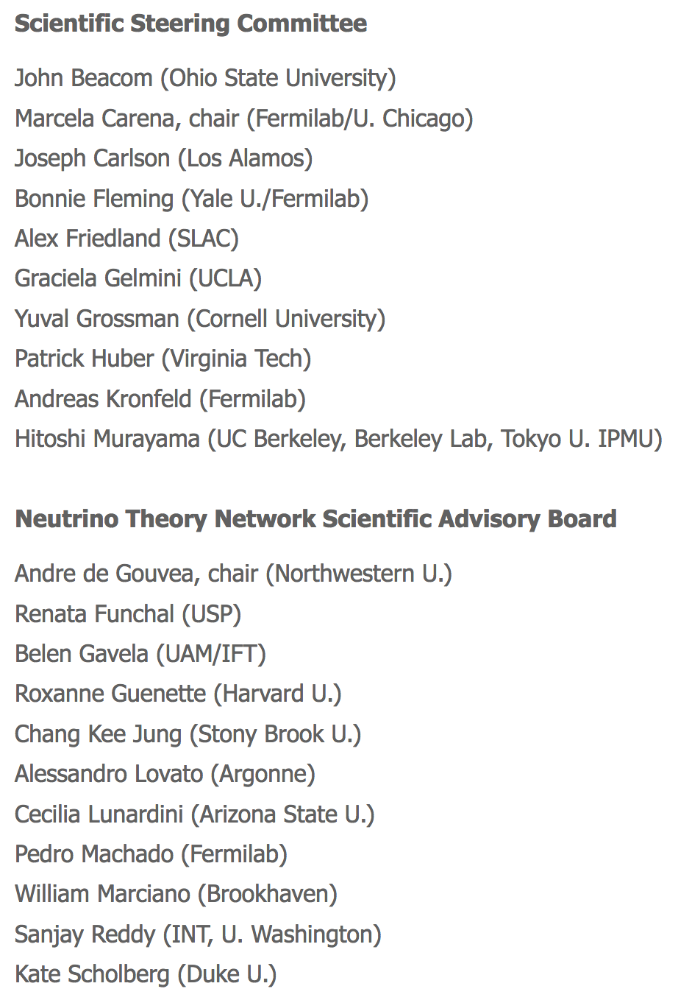 Scientific Steering Committee
John Beacom (Ohio State University)
Marcela Carena, chair (Fermilab/U. Chicago)
Joseph Carlson (Los Alamos)
Bonnie Fleming (Yale U./Fermilab)
Alex Friedland (SLAC)
Graciela Gelmini (UCLA)
Yuval Grossman (Cornell University)
Patrick Huber (Virginia Tech)
Andreas Kronfeld (Fermilab)
Hitoshi Murayama (UC Berkeley, Berkeley Lab, Tokyo U. IPMU)
Neutrino Theory Network Scientific Advisory Board
Andre de Gouvea, chair (Northwestern U.)
Renata Funchal (USP)
Belen Gavela (UAM/IFT)
Roxanne Guenette (Harvard U.)
Chang Kee Jung (Stony Brook U.)
Alessandro Lovato (Argonne)
Cecilia Lunardini (Arizona State U.)
Pedro Machado (Fermilab)
William Marciano (Brookhaven)
Sanjay Reddy (INT, U. Washington)
Kate Scholberg (Duke U.)